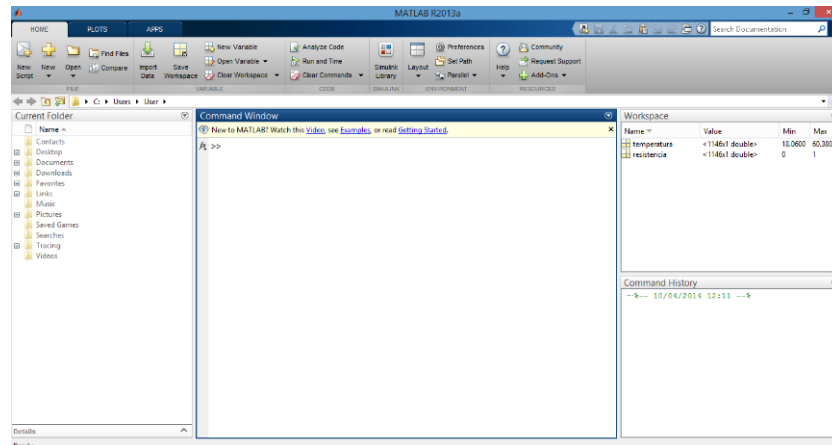 MATLAB R2013a
HOME PLOTS APPS Search Documentation
New Script New Open Find Files Compare Import Data Save Workspace New Variable Open Variable Clear Workspace Analyze Code Run and Time Clear Commands Simulink Library Layout Preferences Set Path Parallel Help Community Request Support Add-Ons
FILE VARIABLE CODE SIMULINK ENVIRONMENT RESOURCES
C: Users User
Current Folder
Name
Contacts
Desktop
Documents
Downloads
Favorites
Links
Music
Pictures
Saved Games
Searches
Tracing
Videos
Details
Command Window
New to MATLAB? Watch this Video, see Examples, or read Getting Started.
fx >>
Workspace
Name Value Min Max
temperatura <1146x1 double> 18.0600 60.300
resistencia <1146x1 double> 0 1
Command History
%-- 10/04/2014 12:11 --%